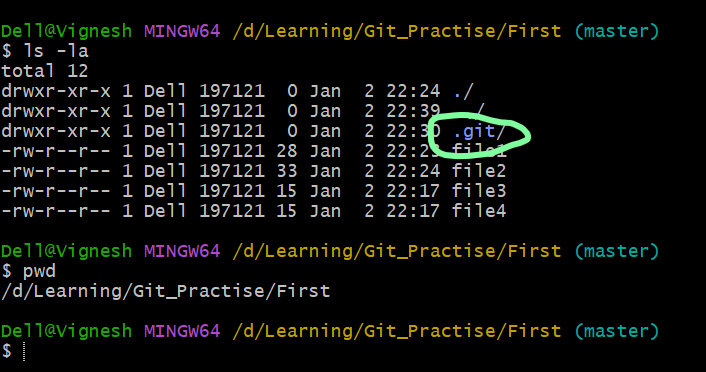 Dell@Vignesh MINGW64 /d/Learning/Git_Practise/First (master)
$ ls -la
total 12
drwxr-xr-x 1 Dell 197121  0 Jan  2 22:24 ./
drwxr-xr-x 1 Dell 197121  0 Jan  2 22:39 ../
drwxr-xr-x 1 Dell 197121  0 Jan  2 22:30 .git/
-rw-r--r-- 1 Dell 197121 28 Jan  2 22:23 file1
-rw-r--r-- 1 Dell 197121 33 Jan  2 22:24 file2
-rw-r--r-- 1 Dell 197121 15 Jan  2 22:17 file3
-rw-r--r-- 1 Dell 197121 15 Jan  2 22:17 file4
Dell@Vignesh MINGW64 /d/Learning/Git_Practise/First (master)
$ pwd
/d/Learning/Git_Practise/First
Dell@Vignesh MINGW64 /d/Learning/Git_Practise/First (master)
$